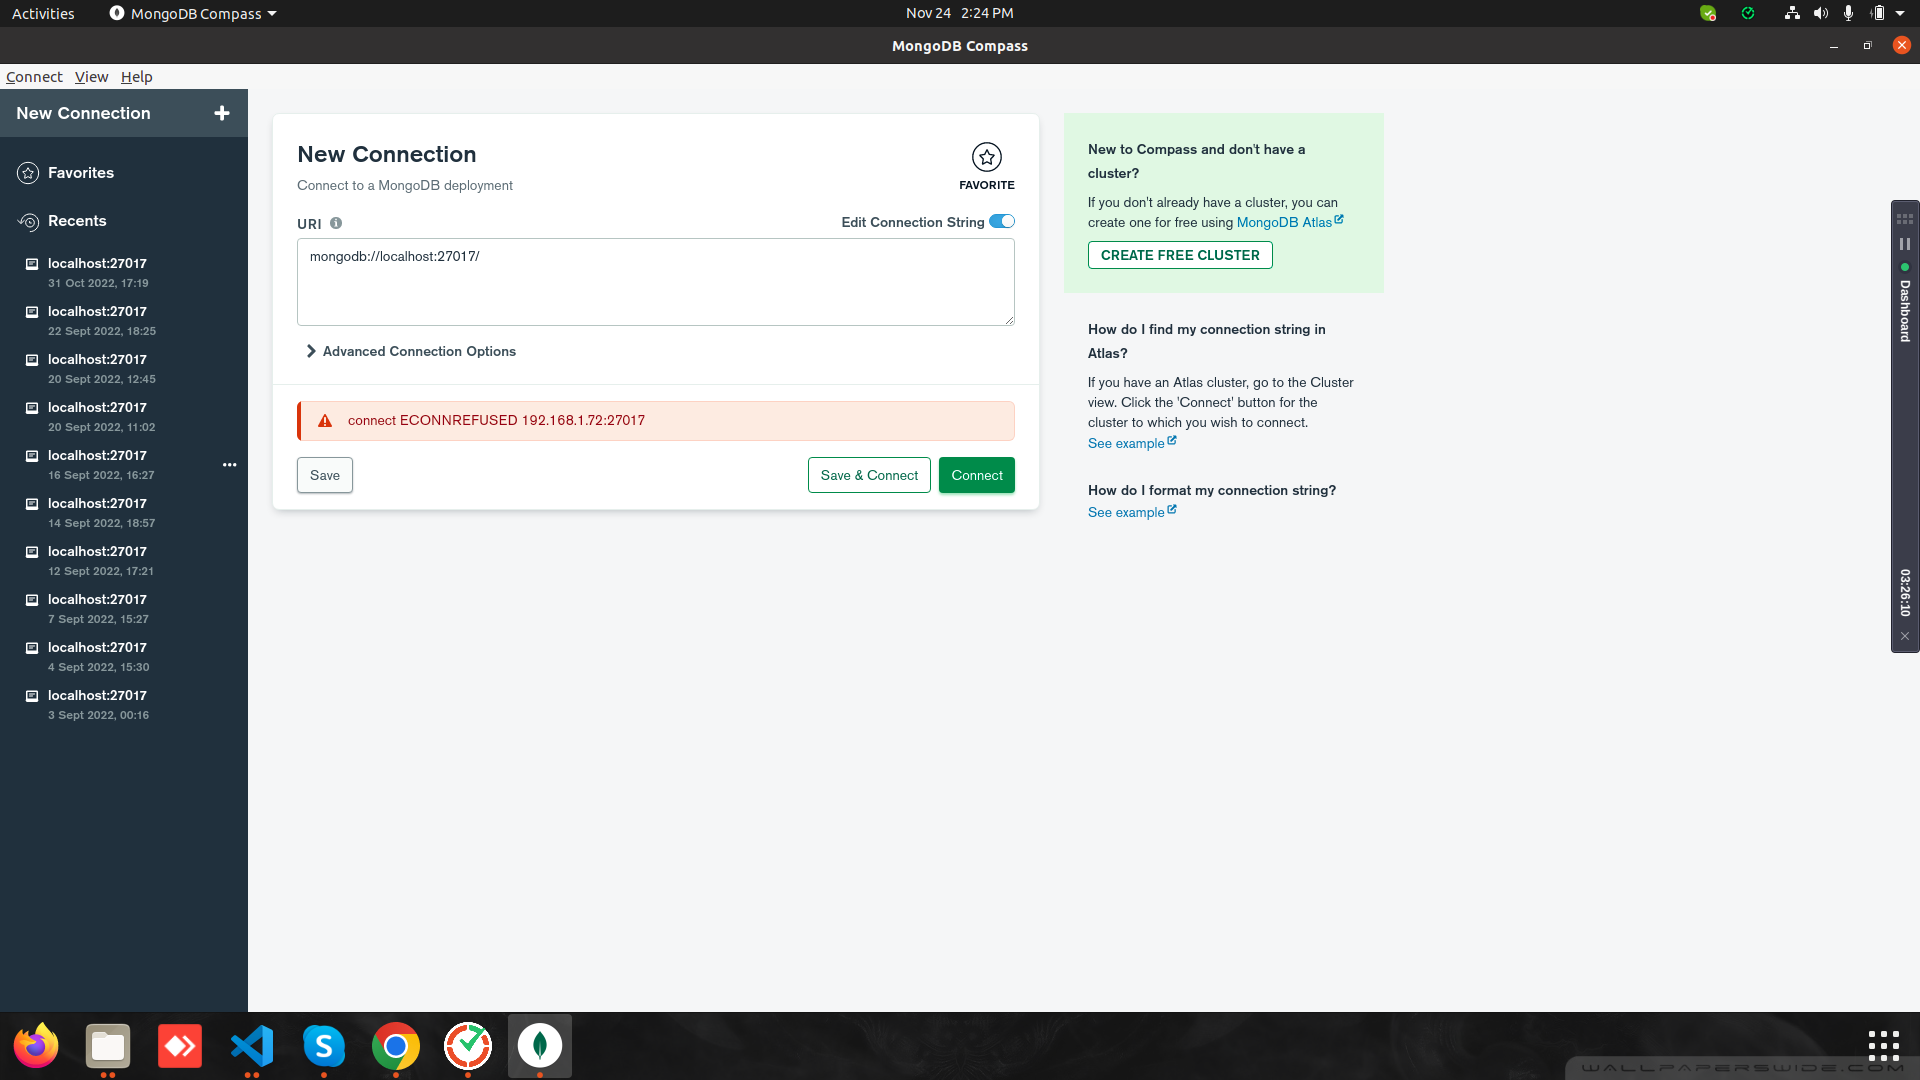 Activities
MongoDB Compass
Nov 24 2:24 PM
MongoDB Compass
Connect View Help
New Connection
Favorites
Recents
localhost:27017
31 Oct 2022, 17:19
localhost:27017
22 Sept 2022, 18:25
localhost:27017
20 Sept 2022, 12:45
localhost:27017
20 Sept 2022, 11:02
localhost:27017
16 Sept 2022, 16:27
localhost:27017
14 Sept 2022, 18:57
localhost:27017
12 Sept 2022, 17:21
localhost:27017
7 Sept 2022, 15:27
localhost:27017
4 Sept 2022, 15:30
localhost:27017
3 Sept 2022, 00:16
New Connection
Connect to a MongoDB deployment
FAVORITE
URI
Edit Connection String
mongodb://localhost:27017/
Advanced Connection Options
connect ECONNREFUSED 192.168.1.72:27017
Save
Save & Connect
Connect
New to Compass and don't have a
cluster?
If you don't already have a cluster, you can
create one for free using MongoDB Atlas
CREATE FREE CLUSTER
How do I find my connection string in
Atlas?
If you have an Atlas cluster, go to the Cluster
view. Click the 'Connect' button for the
cluster to which you wish to connect.
See example
How do I format my connection string?
See example
Dashboard
03:26:10
WALLPAPERSWIDE.COM